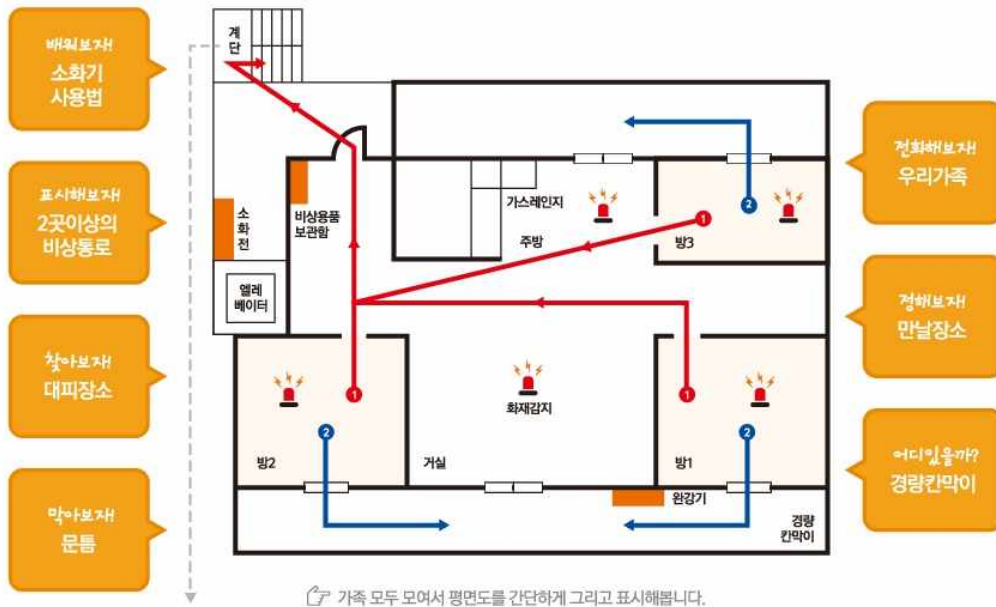 배워보자!
소화기
사용법
표시해보자!
2곳이상의
비상통로
찾아보자!
대피장소
막아보자!
문틈
계
단
소
화
전
엘레
베이터
비상용품
보관함
가스레인지
주방
1
2
방3
1
2
방2
화재감지
거실
1
2
방1
완강기
경량
칸막이
전화해보자!
우리가족
정해보자!
만날장소
어디있을까?
경량칸막이
가족 모두 모여서 평면도를 간단하게 그리고 표시해봅니다.